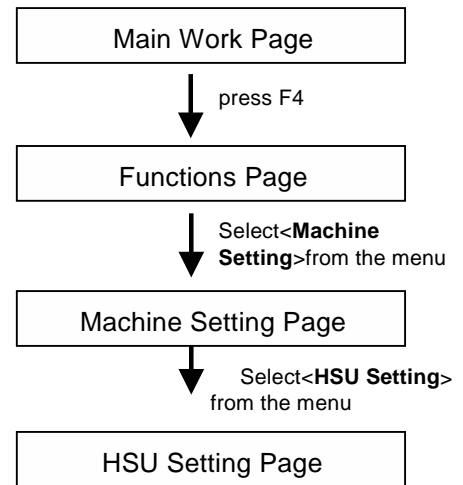 Main Work Page
press F4
Functions Page
Select<Machine
Setting>from the menu
Machine Setting Page
Select<HSU Setting>
from the menu
HSU Setting Page